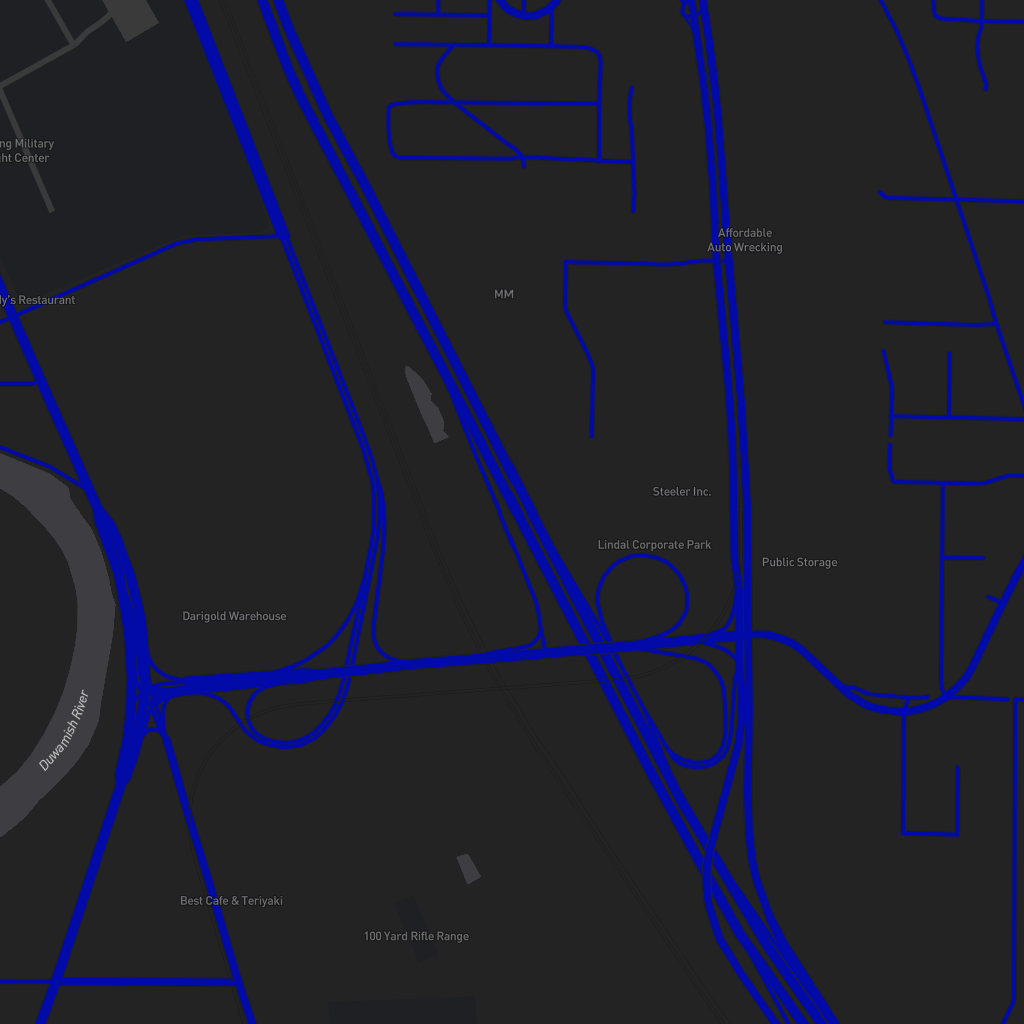 ng Military
ht Center
Affordable
Auto Wrecking
MM
y's Restaurant
Steeler Inc.
Lindal Corporate Park
Public Storage
Darigold Warehouse
Duwamish River
Best Cafe & Teriyaki
100 Yard Rifle Range